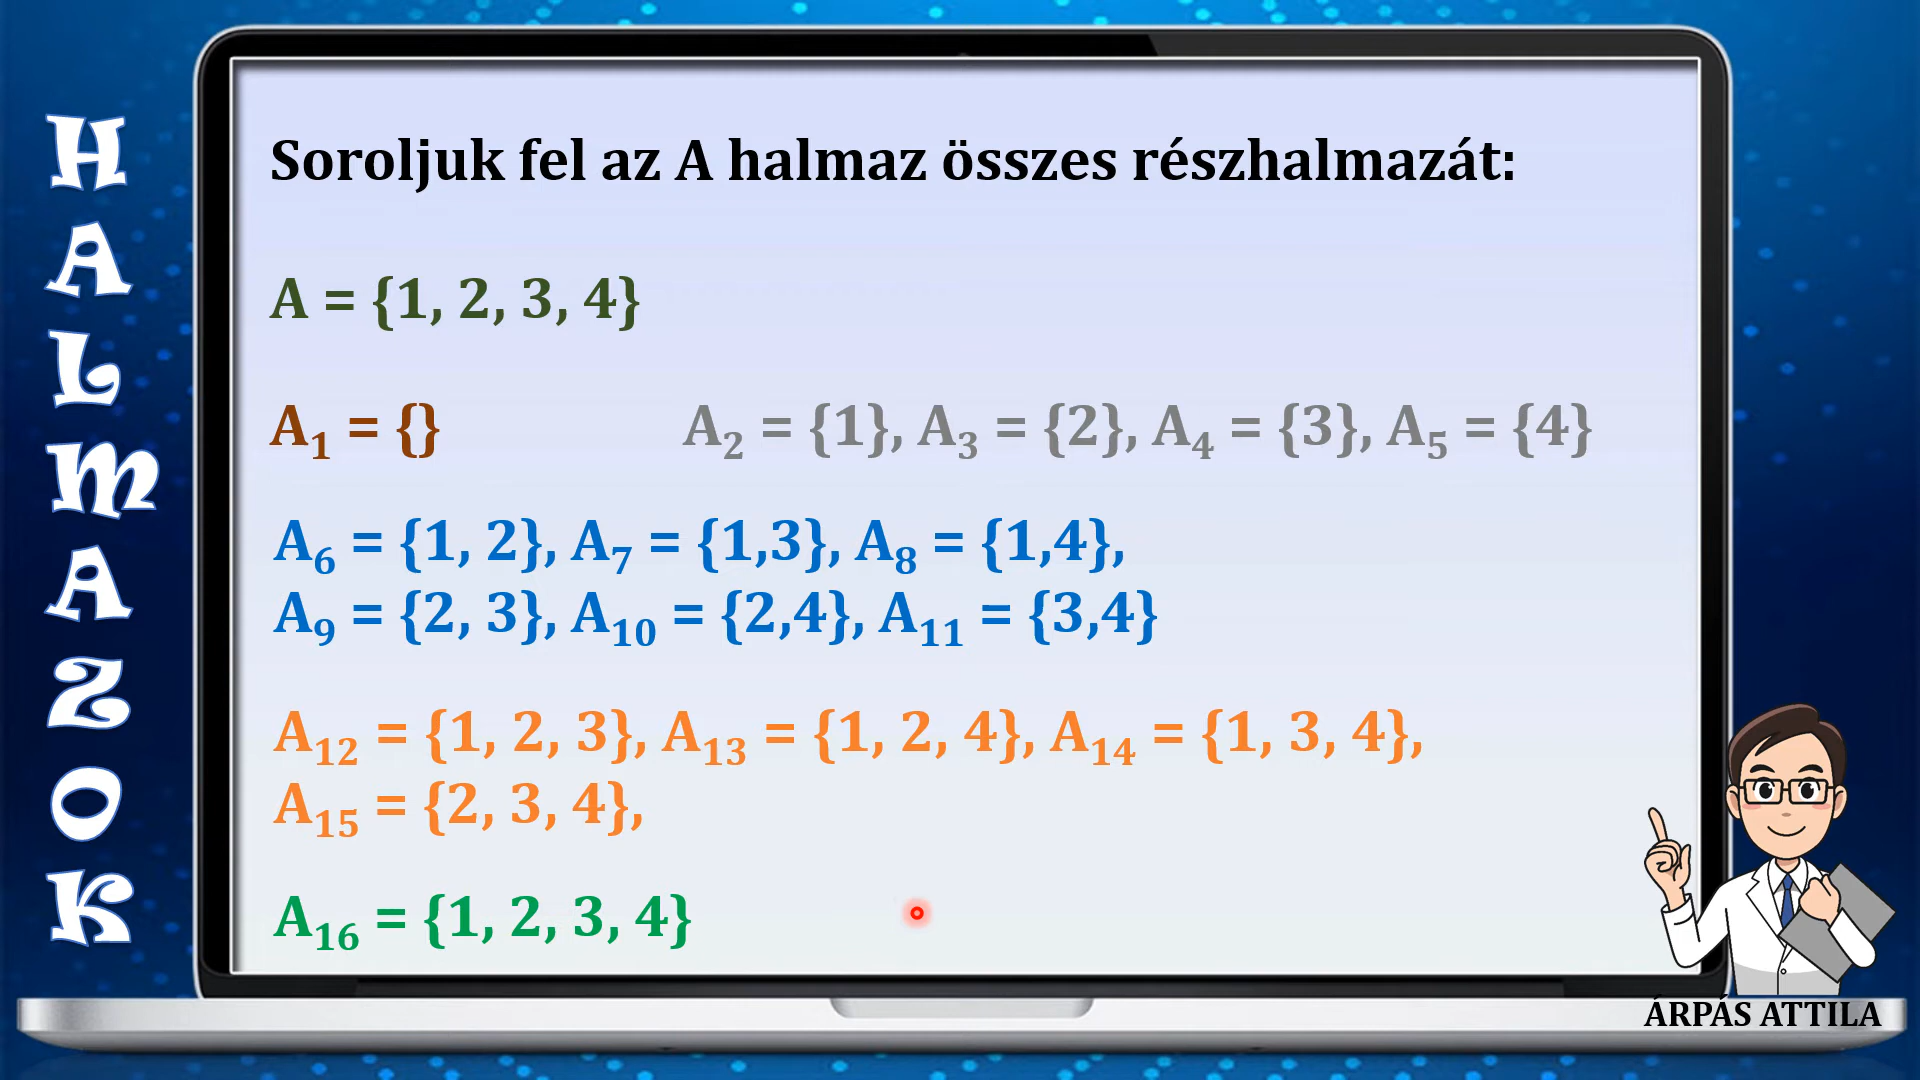 HALMAZOK
Soroljuk fel az A halmaz összes részhalmazát:
A = {1, 2, 3, 4}
A₁ = {} A₂ = {1}, A₃ = {2}, A₄ = {3}, A₅ = {4}
A₆ = {1, 2}, A₇ = {1,3}, A₈ = {1,4},
A₉ = {2, 3}, A₁₀ = {2,4}, A₁₁ = {3,4}
A₁₂ = {1, 2, 3}, A₁₃ = {1, 2, 4}, A₁₄ = {1, 3, 4},
A₁₅ = {2, 3, 4},
A₁₆ = {1, 2, 3, 4}
ÁRPÁS ATTILA